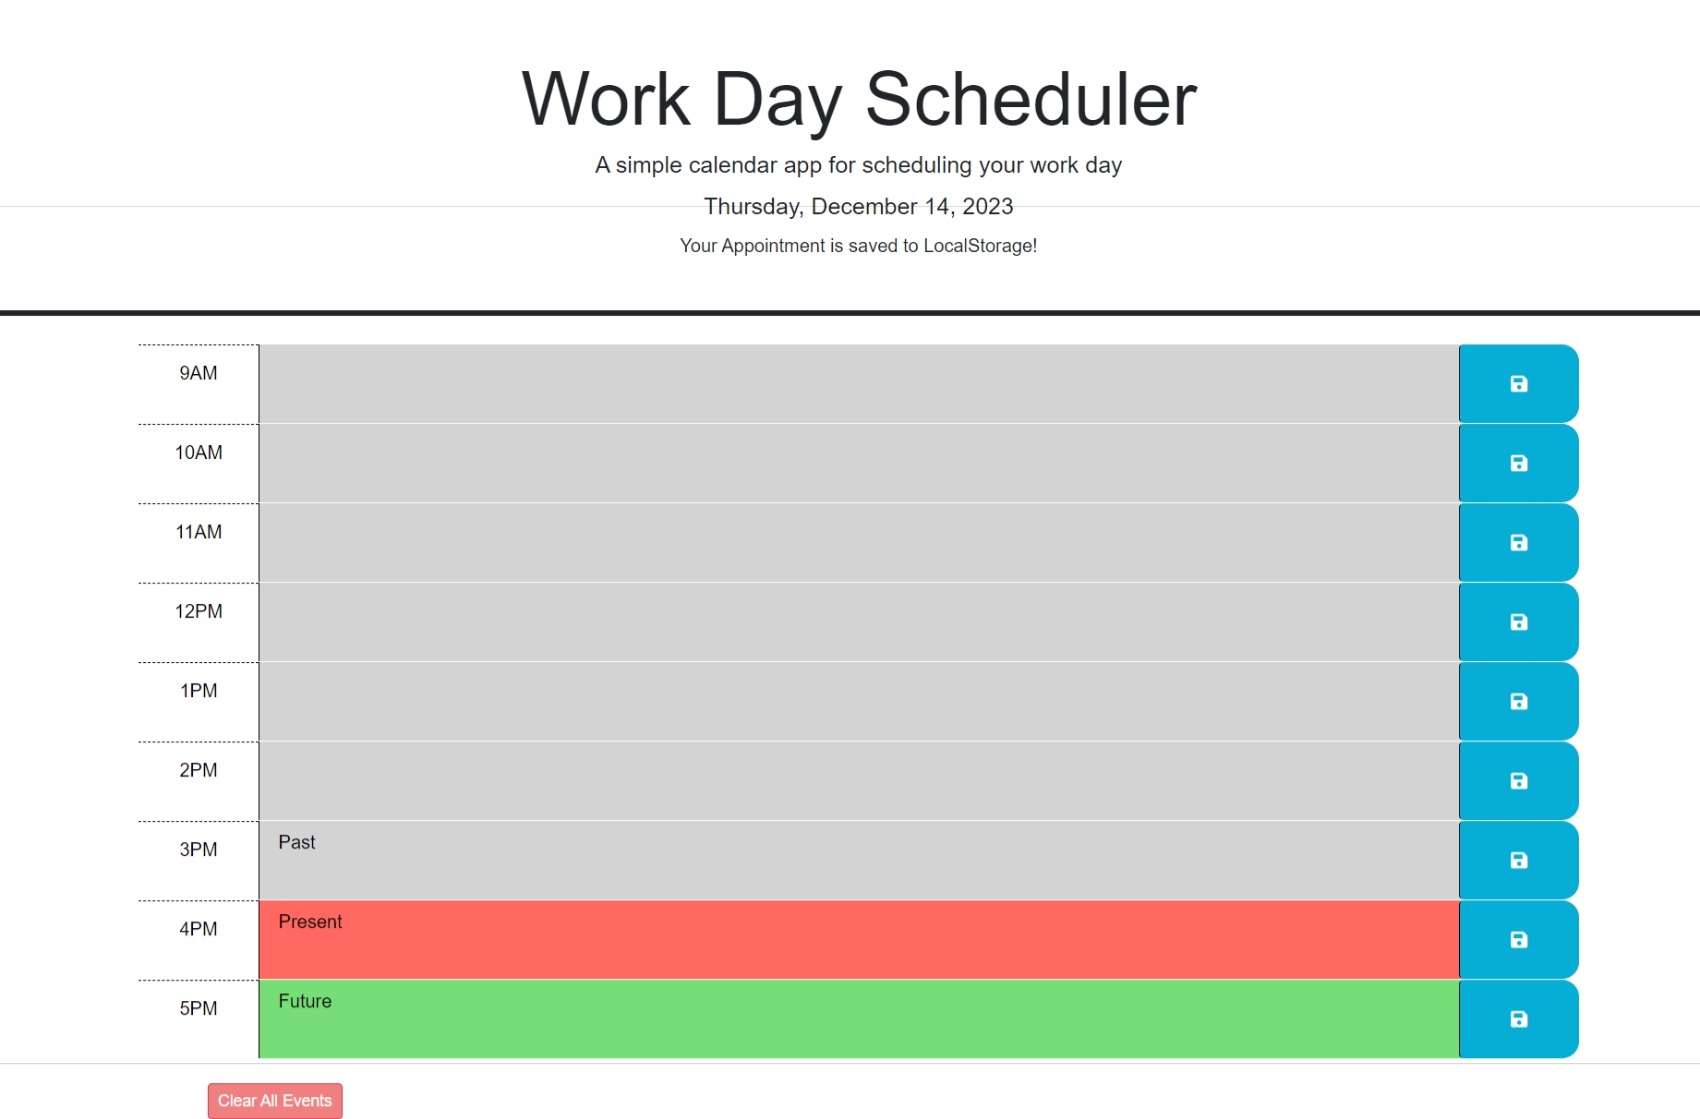 Work Day Scheduler
A simple calendar app for scheduling your work day
Thursday, December 14, 2023
Your Appointment is saved to LocalStorage!
9AM
10AM
11AM
12PM
1PM
2PM
3PM Past
4PM Present
5PM Future
Clear All Events